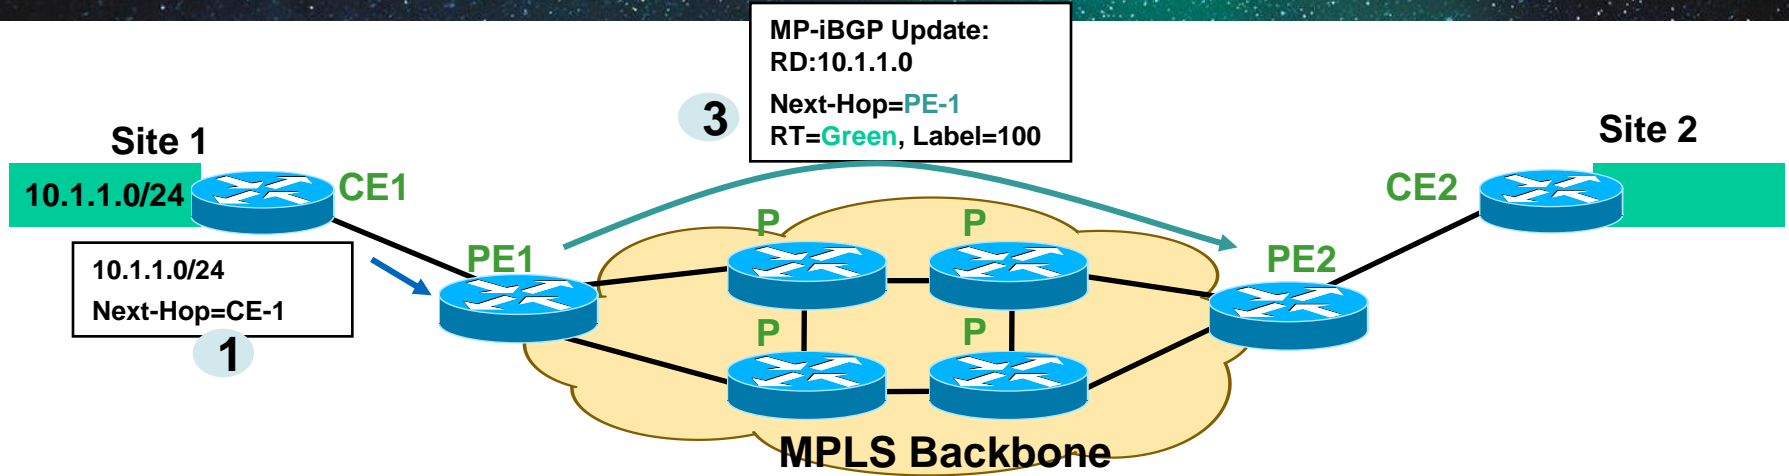 MP-iBGP Update:
RD:10.1.1.0
Next-Hop=PE-1
RT=Green, Label=100
3
Site 1
Site 2
10.1.1.0/24
CE1
CE2
P
P
PE1
PE2
10.1.1.0/24
Next-Hop=CE-1
1
P
P
MPLS Backbone